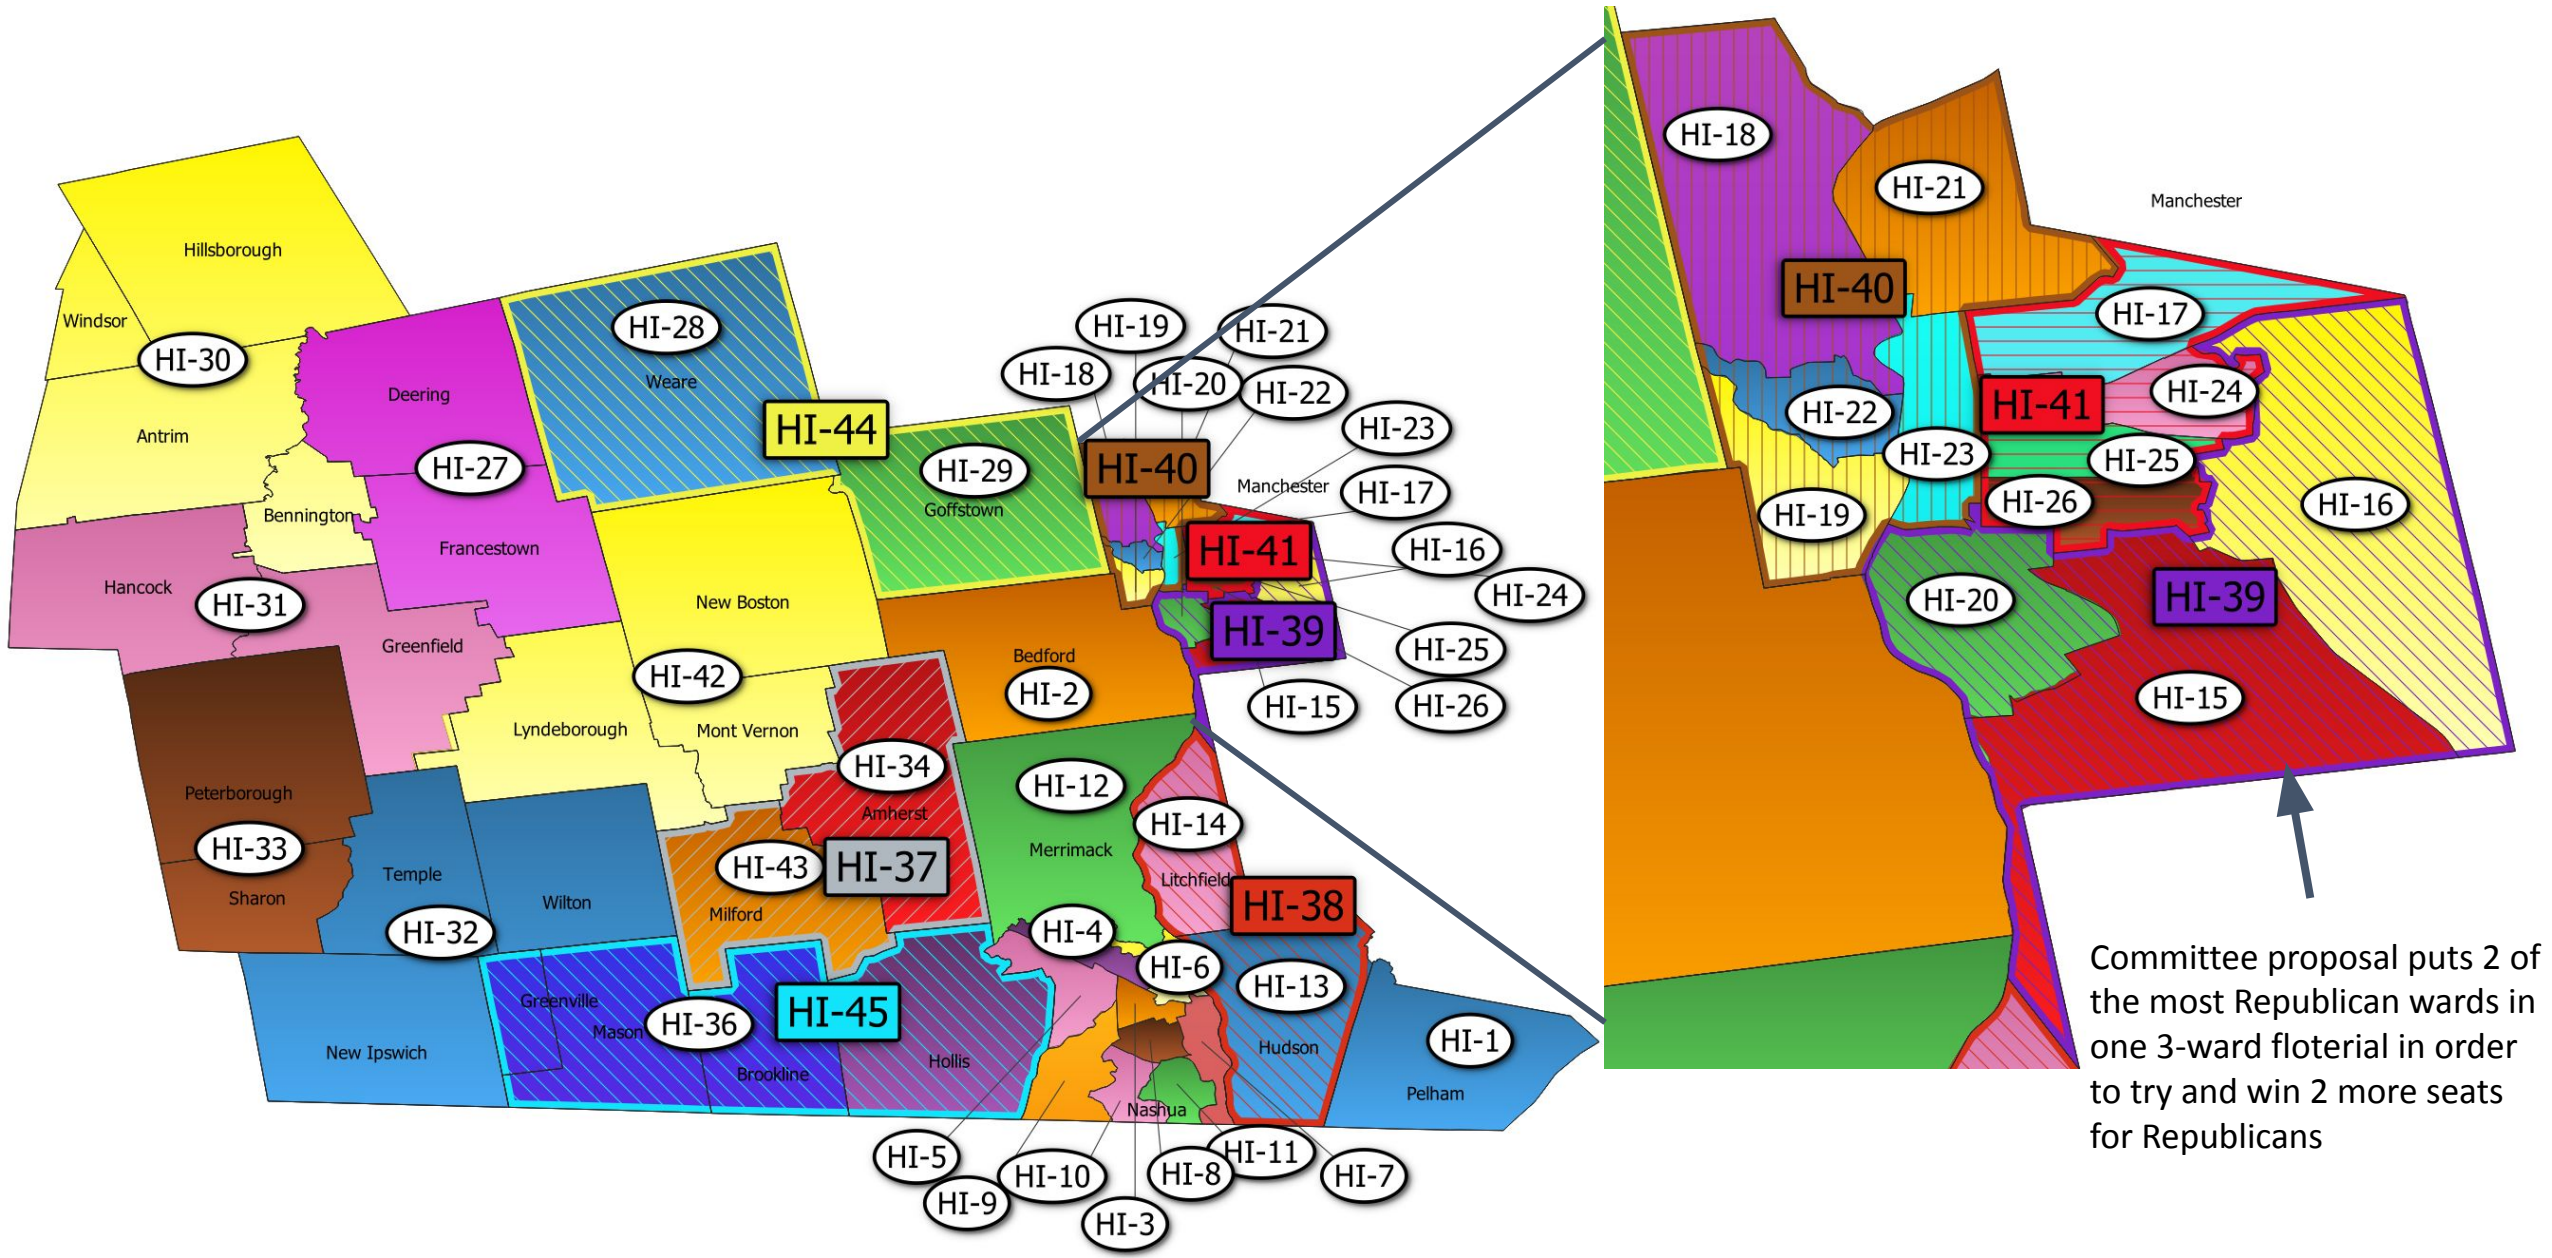 Hillsborough
HI-28
Windsor
HI-30
Weare
Deering
Antrim
HI-44
HI-27
HI-29
Goffstown
Bennington
Francestown
HI-19
HI-21
HI-18
HI-20
HI-22
HI-23
HI-40
Manchester
HI-17
HI-41
HI-16
HI-24
HI-39
HI-25
HI-15
HI-26
Hancock
HI-31
Greenfield
New Boston
Bedford
HI-2
HI-42
Lyndeborough
Mont Vernon
HI-34
Amherst
HI-12
Merrimack
HI-14
Litchfield
Peterborough
HI-33
Sharon
Temple
HI-32
Wilton
HI-43
HI-37
Milford
HI-38
HI-4
HI-6
HI-13
Hudson
HI-1
Pelham
New Ipswich
Greenville
Mason
HI-36
HI-45
Brookline
Hollis
Nashua
HI-5
HI-9
HI-10
HI-3
HI-8
HI-11
HI-7
HI-18
HI-21
Manchester
HI-40
HI-17
HI-24
HI-41
HI-22
HI-23
HI-25
HI-26
HI-16
HI-19
HI-20
HI-39
HI-15
Committee proposal puts 2 of
the most Republican wards in
one 3-ward floterial in order
to try and win 2 more seats
for Republicans